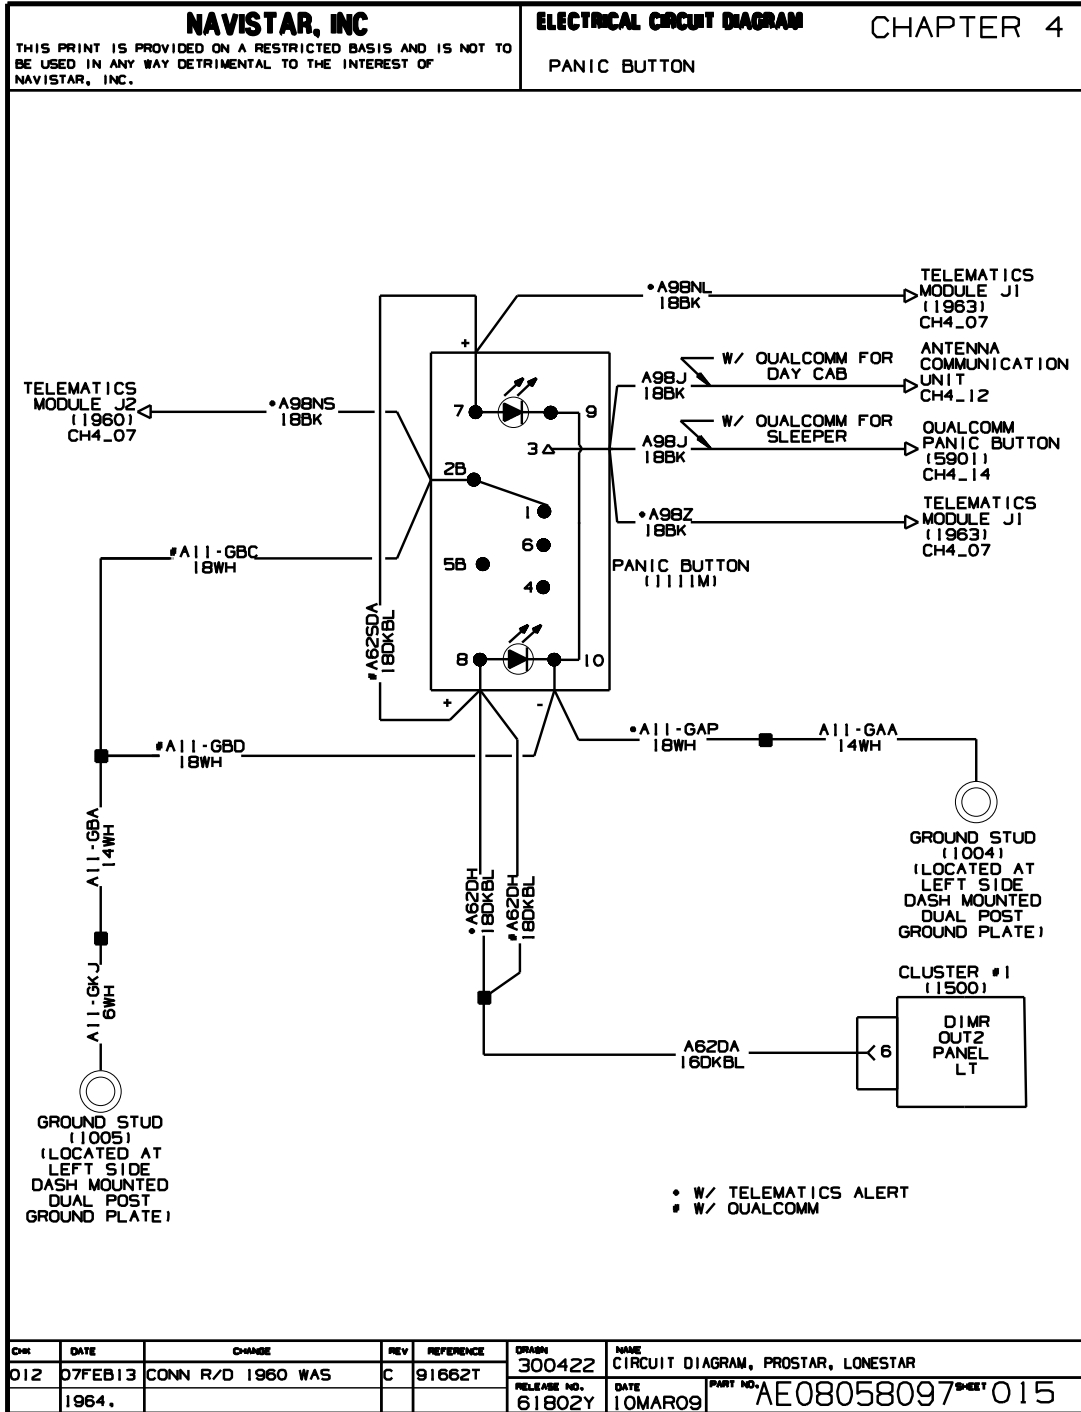 NAVISTAR, INC
THIS PRINT IS PROVIDED ON A RESTRICTED BASIS AND IS NOT TO
BE USED IN ANY WAY DETRIMENTAL TO THE INTEREST OF
NAVISTAR, INC.
ELECTRICAL CIRCUIT DIAGRAM
CHAPTER 4
PANIC BUTTON
TELEMATICS
MODULE J1
(1963)
CH4_07
•A98NL
18BK
ANTENNA
COMMUNICATION
UNIT
CH4_12
W/ QUALCOMM FOR
DAY CAB
A98J
18BK
TELEMATICS
MODULE J2
(1960)
CH4_07
•A98NS
18BK
+
7
9
W/ QUALCOMM FOR
SLEEPER
A98J
18BK
QUALCOMM
PANIC BUTTON
(5901)
CH4_14
3
2B
1
6
5B
4
•A98Z
18BK
TELEMATICS
MODULE J1
(1963)
CH4_07
PANIC BUTTON
(1111M)
#A11-GBC
18WH
#A62SDA
18DKBL
8
10
+
-
#A11-GBD
18WH
•A11-GAP
18WH
A11-GAA
14WH
A11-GBA
14WH
GROUND STUD
(1004)
(LOCATED AT
LEFT SIDE
DASH MOUNTED
DUAL POST
GROUND PLATE)
•A62DH
18DKBL
#A62DH
18DKBL
A11-GKJ
6WH
CLUSTER #1
(1500)
DIMR
OUT2
PANEL
LT
6
A62DA
16DKBL
GROUND STUD
(1005)
(LOCATED AT
LEFT SIDE
DASH MOUNTED
DUAL POST
GROUND PLATE)
• W/ TELEMATICS ALERT
# W/ QUALCOMM
CHK
DATE
CHANGE
REV
REFERENCE
012
07FEB13
CONN R/D 1960 WAS
C
91662T
1964.
DRAWN
300422
NAME
CIRCUIT DIAGRAM, PROSTAR, LONESTAR
RELEASE NO.
61802Y
DATE
10MAR09
PART NO. AE08058097 SHEET 015